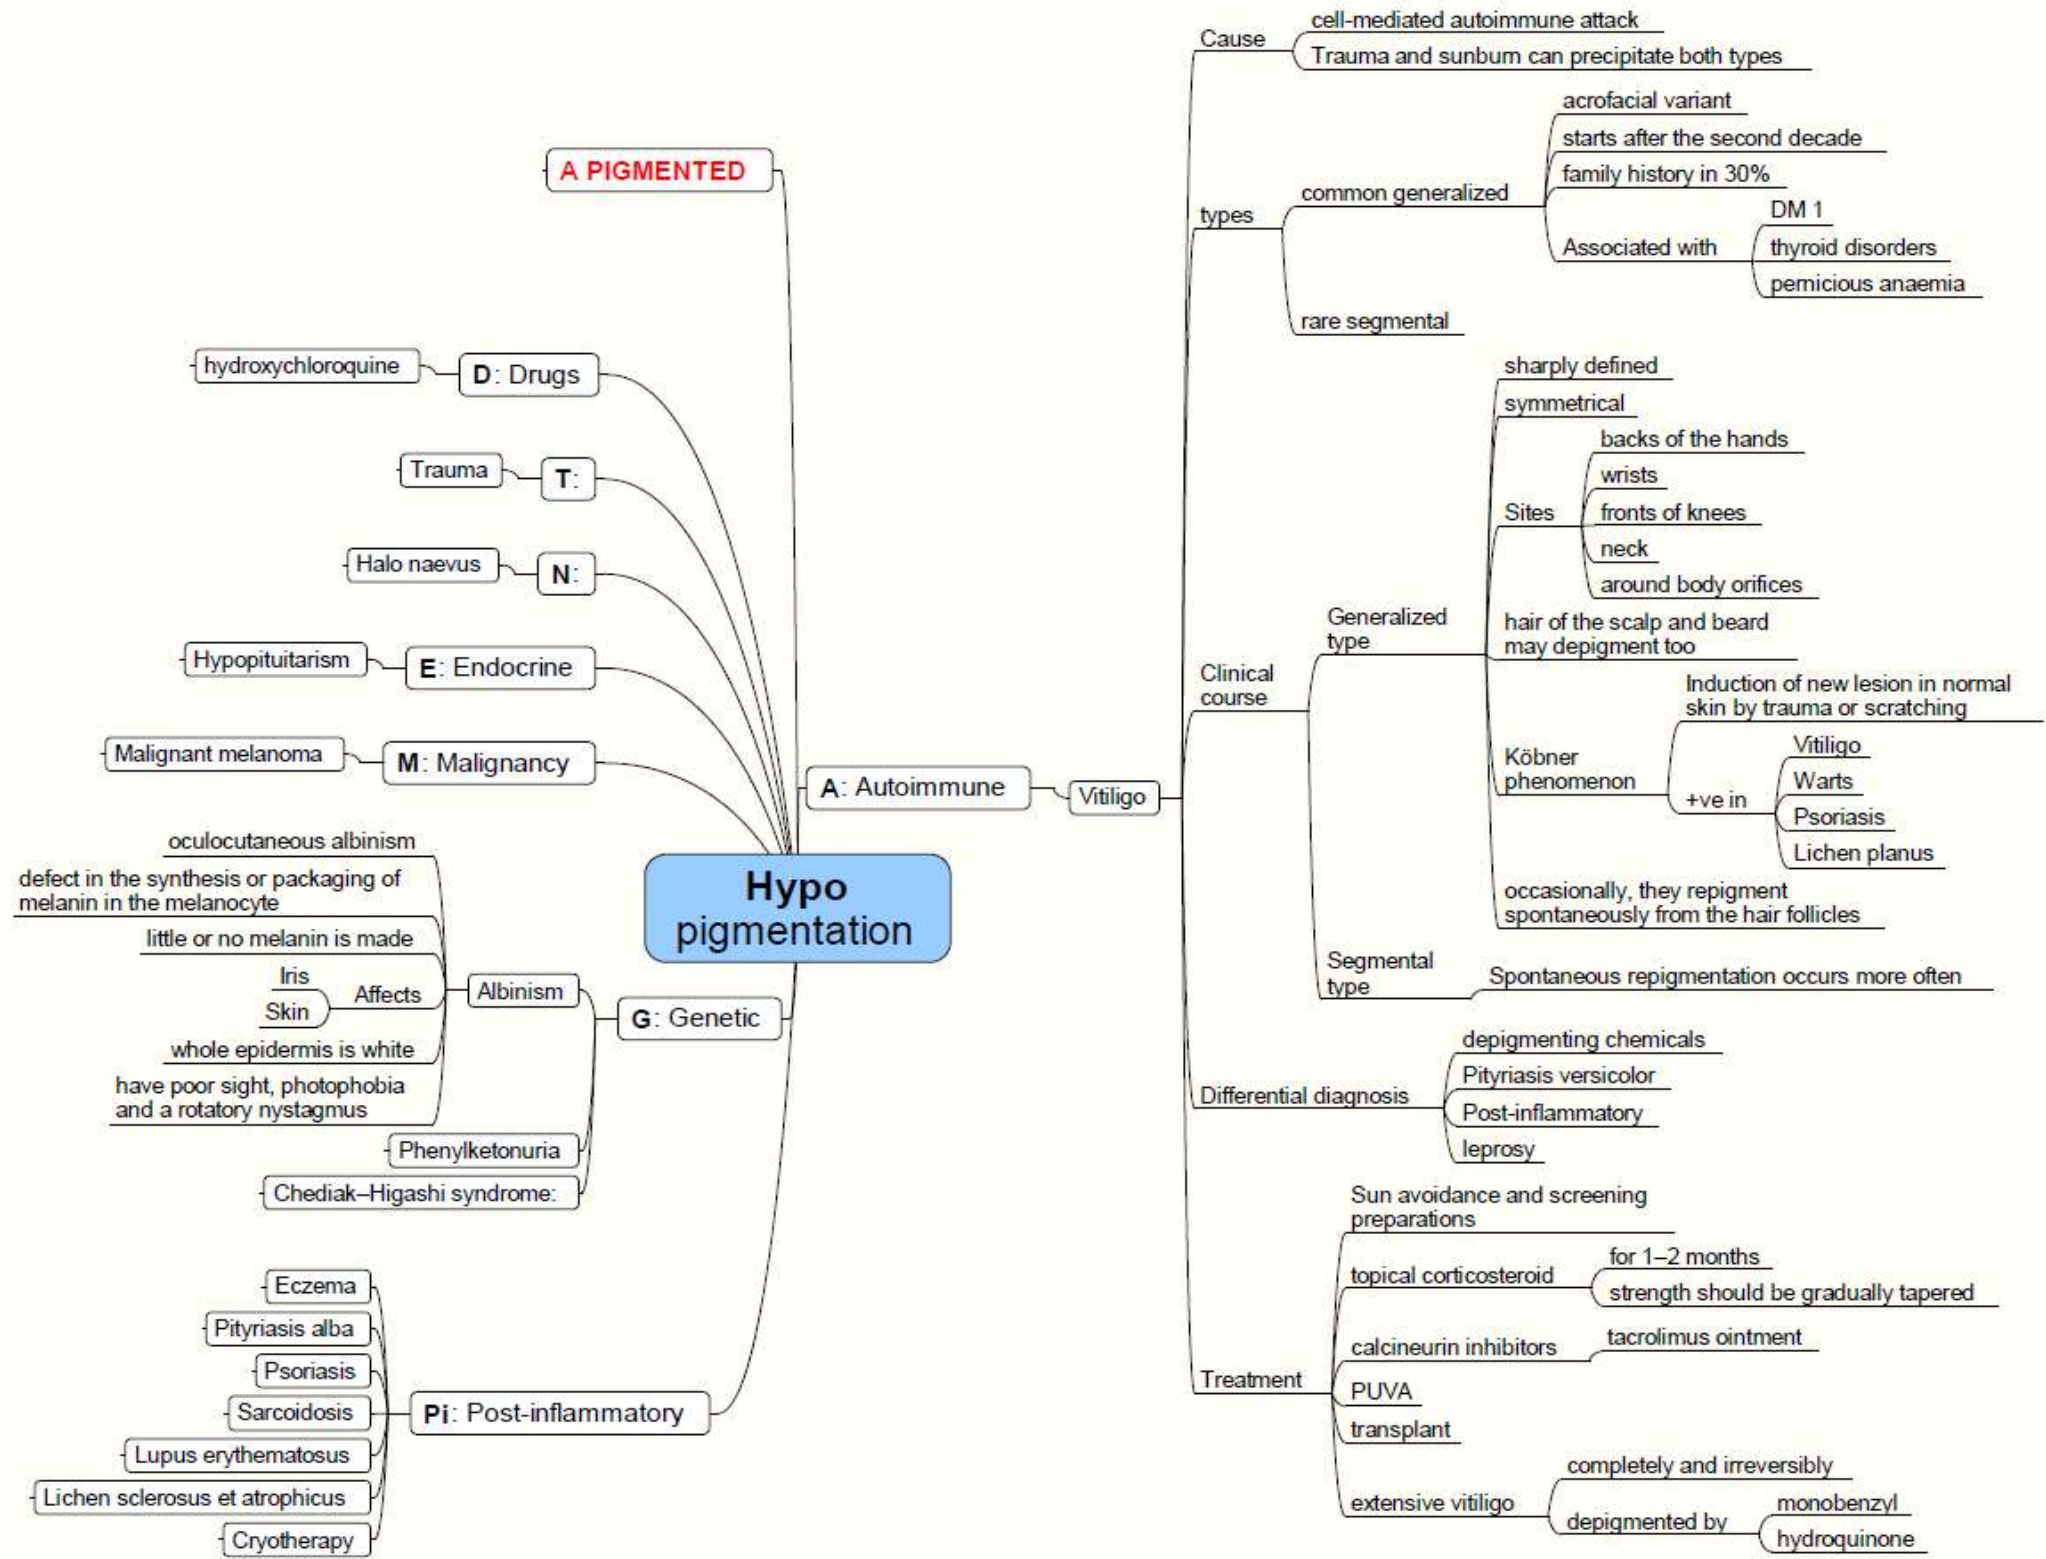 Hypo
pigmentation
A PIGMENTED
A: Autoimmune
Vitiligo
Cause
cell-mediated autoimmune attack
Trauma and sunburn can precipitate both types
types
common generalized
acrofacial variant
starts after the second decade
family history in 30%
Associated with
DM 1
thyroid disorders
pernicious anaemia
rare segmental
Clinical
course
Generalized
type
sharply defined
symmetrical
Sites
backs of the hands
wrists
fronts of knees
neck
around body orifices
hair of the scalp and beard
may depigment too
Köbner
phenomenon
Induction of new lesion in normal
skin by trauma or scratching
+ve in
Vitiligo
Warts
Psoriasis
Lichen planus
occasionally, they repigment
spontaneously from the hair follicles
Segmental
type
Spontaneous repigmentation occurs more often
Differential diagnosis
depigmenting chemicals
Pityriasis versicolor
Post-inflammatory
leprosy
Treatment
Sun avoidance and screening
preparations
topical corticosteroid
for 1–2 months
strength should be gradually tapered
calcineurin inhibitors
tacrolimus ointment
PUVA
transplant
extensive vitiligo
completely and irreversibly
depigmented by
monobenzyl
hydroquinone
D: Drugs
hydroxychloroquine
T:
Trauma
N:
Halo naevus
E: Endocrine
Hypopituitarism
M: Malignancy
Malignant melanoma
G: Genetic
Albinism
oculocutaneous albinism
defect in the synthesis or packaging of
melanin in the melanocyte
little or no melanin is made
Affects
Iris
Skin
whole epidermis is white
have poor sight, photophobia
and a rotatory nystagmus
Phenylketonuria
Chediak–Higashi syndrome:
Pi: Post-inflammatory
Eczema
Pityriasis alba
Psoriasis
Sarcoidosis
Lupus erythematosus
Lichen sclerosus et atrophicus
Cryotherapy